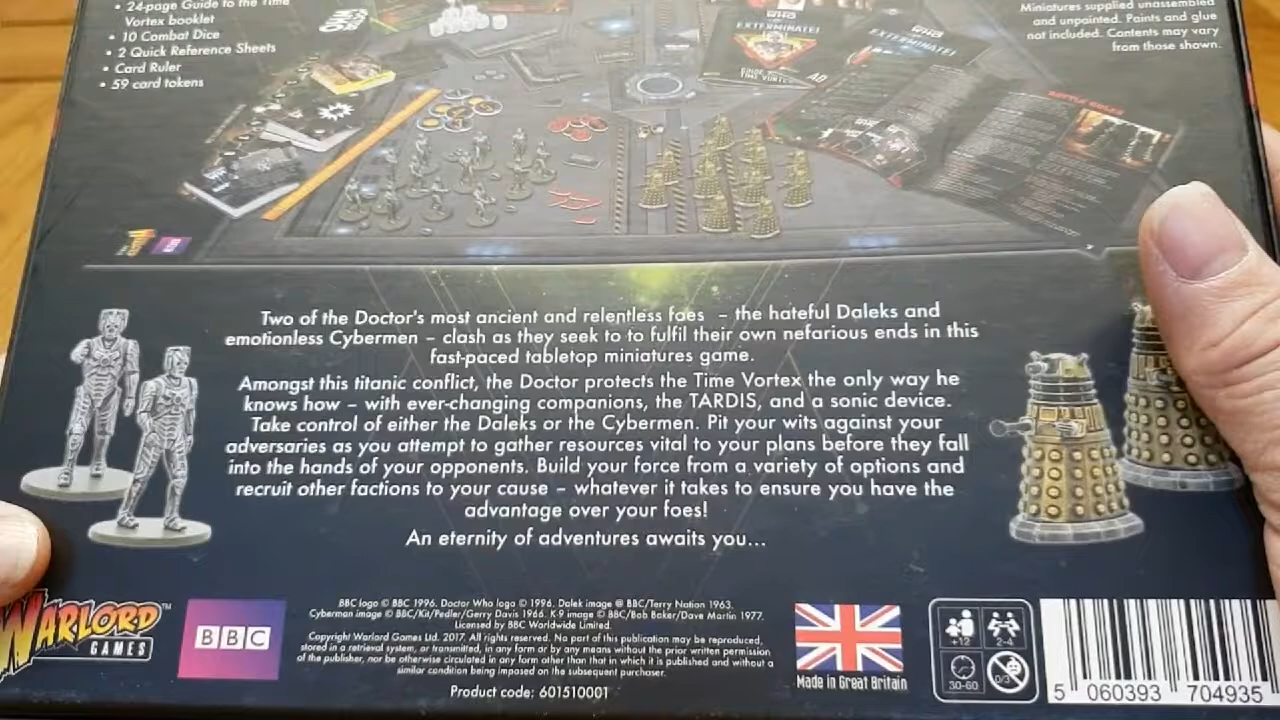 • 24-page Guide to the Time
Vortex booklet
• 10 Combat Dice
• 2 Quick Reference Sheets
• Card Ruler
• 59 card tokens
Miniatures supplied unassembled
and unpainted. Paints and glue
not included. Contents may vary
from those shown.
WHO
EXTERMINATE!
EXTERMINATE!
TIME VORTEX
BATTLE
Two of the Doctor's most ancient and relentless foes – the hateful Daleks and
emotionless Cybermen – clash as they seek to to fulfil their own nefarious ends in this
fast-paced tabletop miniatures game.
Amongst this titanic conflict, the Doctor protects the Time Vortex the only way he
knows how – with ever-changing companions, the TARDIS, and a sonic device.
Take control of either the Daleks or the Cybermen. Pit your wits against your
adversaries as you attempt to gather resources vital to your plans before they fall
into the hands of your opponents. Build your force from a variety of options and
recruit other factions to your cause – whatever it takes to ensure you have the
advantage over your foes!
An eternity of adventures awaits you...
WARLORD™
GAMES
BBC
BBC logo © BBC 1996. Doctor Who logo © 1996. Dalek image © BBC/Terry Nation 1963.
Cyberman image © BBC/Kit/Pedler/Gerry Davis 1966. K-9 image © BBC/Bob Baker/Dave Martin 1977.
Licensed by BBC Worldwide Limited.
Copyright Warlord Games Ltd. 2017. All rights reserved. No part of this publication may be reproduced,
stored in a retrieval system, or transmitted, in any form or by any means without the prior written permission
of the publisher, nor be otherwise circulated in any form other than that in which it is published and without a
similar condition being imposed on the subsequent purchaser.
Product code: 601510001
Made in Great Britain
+12
2-4
30-60
0/3
5 060393 704935